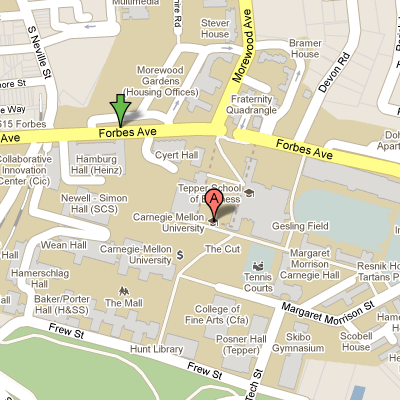 Multimedia
S Neville St
Stever
House
Morewood Ave
Bramer
House
Devon Rd
Morewood
Gardens
(Housing Offices)
Fraternity
Quadrangle
Way
Forbes
Ave
Forbes Ave
Forbes Ave
Cyert Hall
Collaborative
Innovation
Center (Cic)
Hamburg
Hall (Heinz)
Newell - Simon
Hall (SCS)
Tepper School
of Business
Carnegie Mellon
University
A
Gesling Field
Wean Hall
Carnegie-Mellon
University
$
The Cut
Margaret
Morrison
Carnegie Hall
Hamerschlag
Hall
Tennis
Courts
Resnik
Tartans
Baker/Porter
Hall (H&SS)
The Mall
Margaret Morrison St
College of
Fine Arts (Cfa)
Frew St
Frew St
Hunt Library
Posner Hall
(Tepper)
Skibo
Gymnasium
Scobell
House
Tech St